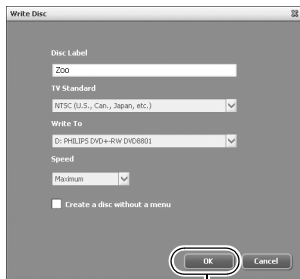 Write Disc
Disc Label
Zoo
TV Standard
NTSC (U.S., Can., Japan, etc.)
Write To
D: PHILIPS DVD+-RW DVD8801
Speed
Maximum
Create a disc without a menu
OK Cancel